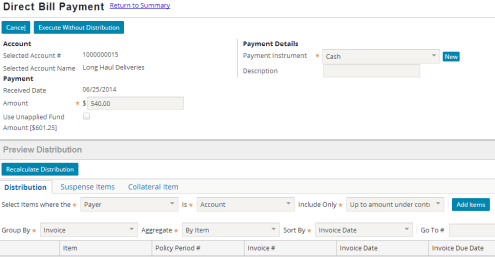 Direct Bill Payment Return to Summary
Cancel Execute Without Distribution
Account Payment Details
Selected Account # 1000000015 Payment Instrument * Cash New
Selected Account Name Long Haul Deliveries Description
Payment
Received Date 06/25/2014
Amount * $ 540.00
Use Unapplied Fund
Amount [$601.25]
Preview Distribution
Recalculate Distribution
Distribution Suspense Items Collateral Item
Select Items where the * Payer Is * Account Include Only * Up to amount under contr Add Items
Group By * Invoice Aggregate * By Item Sort By * Invoice Date Go To #
Item Policy Period # Invoice # Invoice Date Invoice Due Date